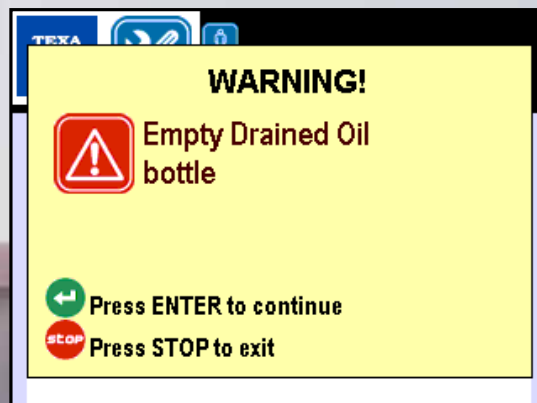 TEXA
WARNING!
Empty Drained Oil
bottle
Press ENTER to continue
stop Press STOP to exit